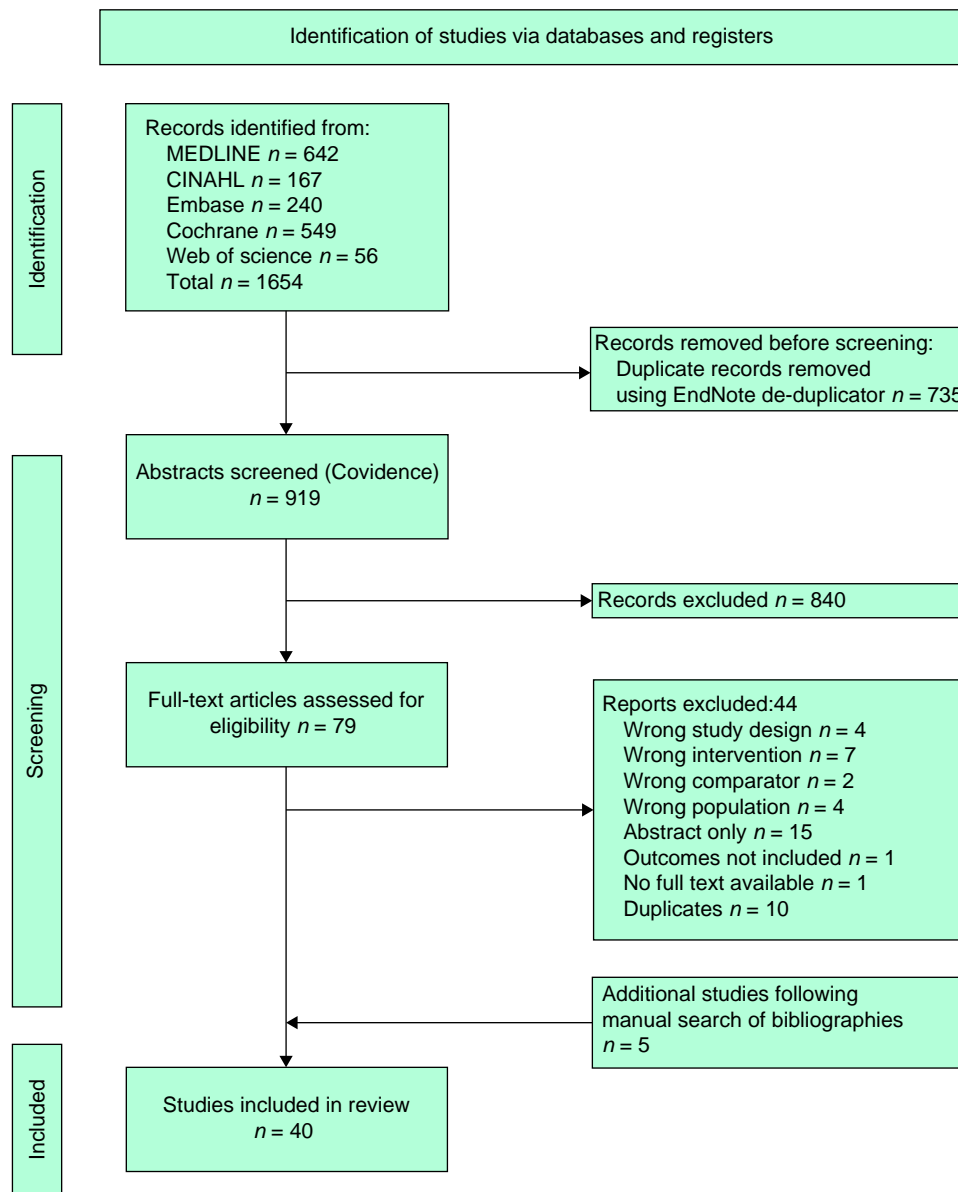 Identification of studies via databases and registers
Identification
Records identified from:
MEDLINE n = 642
CINAHL n = 167
Embase n = 240
Cochrane n = 549
Web of science n = 56
Total n = 1654
Records removed before screening:
Duplicate records removed
using EndNote de-duplicator n = 735
Screening
Abstracts screened (Covidence)
n = 919
Records excluded n = 840
Full-text articles assessed for
eligibility n = 79
Reports excluded:44
Wrong study design n = 4
Wrong intervention n = 7
Wrong comparator n = 2
Wrong population n = 4
Abstract only n = 15
Outcomes not included n = 1
No full text available n = 1
Duplicates n = 10
Additional studies following
manual search of bibliographies
n = 5
Included
Studies included in review
n = 40